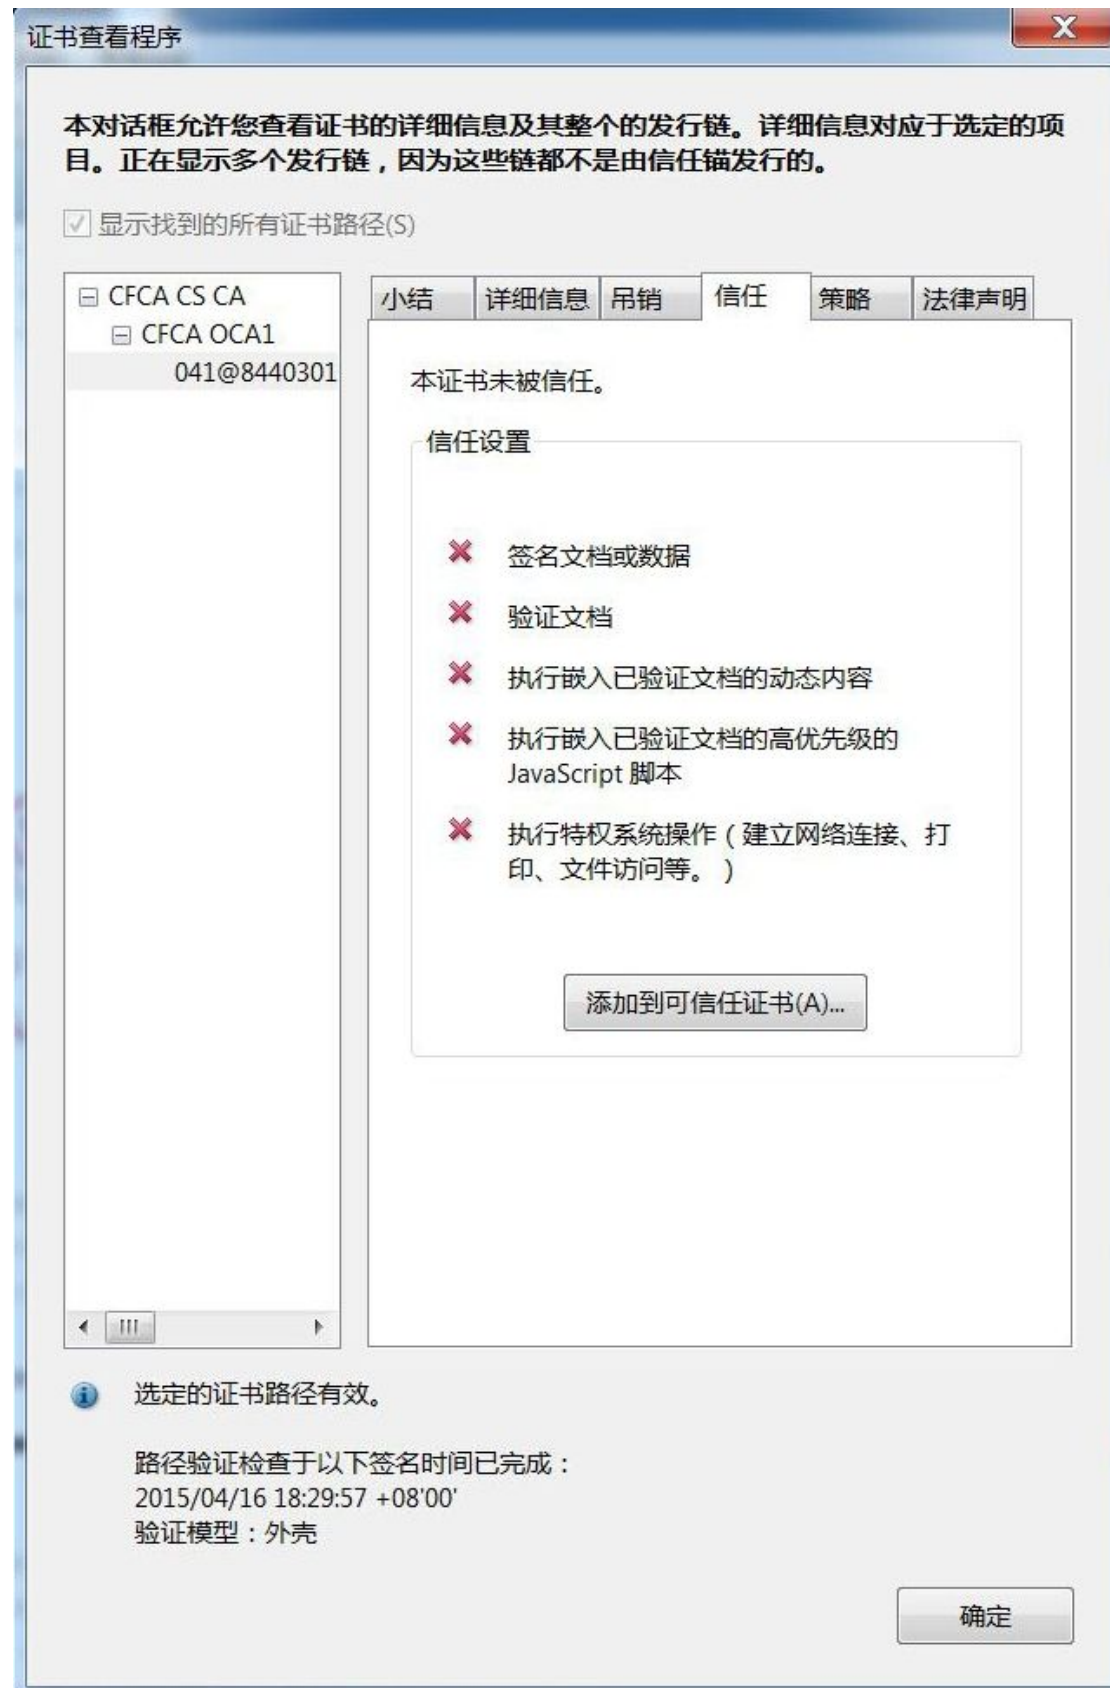 证书查看程序
本对话框允许您查看证书的详细信息及其整个的发行链。详细信息对应于选定的项
目。正在显示多个发行链，因为这些链都不是由信任锚发行的。
显示找到的所有证书路径(S)
CFCA CS CA
CFCA OCA1
041@8440301
小结 详细信息 吊销 信任 策略 法律声明
本证书未被信任。
信任设置
签名文档或数据
验证文档
执行嵌入已验证文档的动态内容
执行嵌入已验证文档的高优先级的
JavaScript 脚本
执行特权系统操作（建立网络连接、打
印、文件访问等。）
添加到可信任证书(A)...
选定的证书路径有效。
路径验证检查于以下签名时间已完成：
2015/04/16 18:29:57 +08'00'
验证模型：外壳
确定